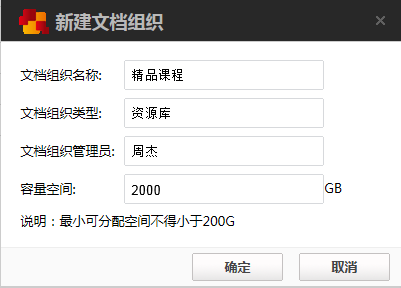 新建文档组织
文档组织名称: 精品课程
文档组织类型: 资源库
文档组织管理员: 周杰
容量空间: 2000 GB
说明：最小可分配空间不得小于200G
确定 取消